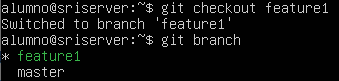 alumno@sriserver:~$ git checkout feature1
Switched to branch 'feature1'
alumno@sriserver:~$ git branch
* feature1
master